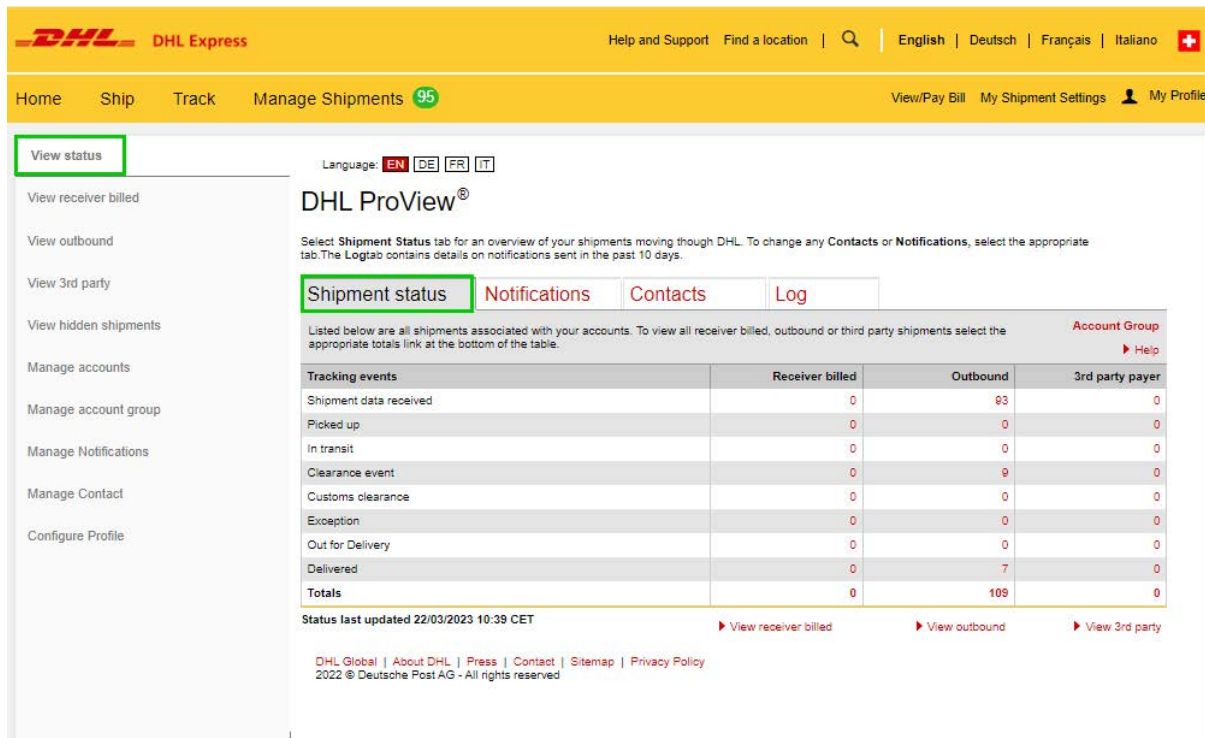 DHL DHL Express
Help and Support Find a location | | English | Deutsch | Français | Italiano
Home Ship Track Manage Shipments 95
View/Pay Bill My Shipment Settings My Profile
View status
View receiver billed
View outbound
View 3rd party
View hidden shipments
Manage accounts
Manage account group
Manage Notifications
Manage Contact
Configure Profile
Language: EN DE FR IT
DHL ProView®
Select Shipment Status tab for an overview of your shipments moving though DHL. To change any Contacts or Notifications, select the appropriate
tab.The Logtab contains details on notifications sent in the past 10 days.
Shipment status Notifications Contacts Log
Listed below are all shipments associated with your accounts. To view all receiver billed, outbound or third party shipments select the
appropriate totals link at the bottom of the table.
Account Group
Help
Tracking events Receiver billed Outbound 3rd party payer
Shipment data received 0 93 0
Picked up 0 0 0
In transit 0 0 0
Clearance event 0 9 0
Customs clearance 0 0 0
Exception 0 0 0
Out for Delivery 0 0 0
Delivered 0 7 0
Totals 0 109 0
Status last updated 22/03/2023 10:39 CET
View receiver billed View outbound View 3rd party
DHL Global | About DHL | Press | Contact | Sitemap | Privacy Policy
2022 © Deutsche Post AG - All rights reserved